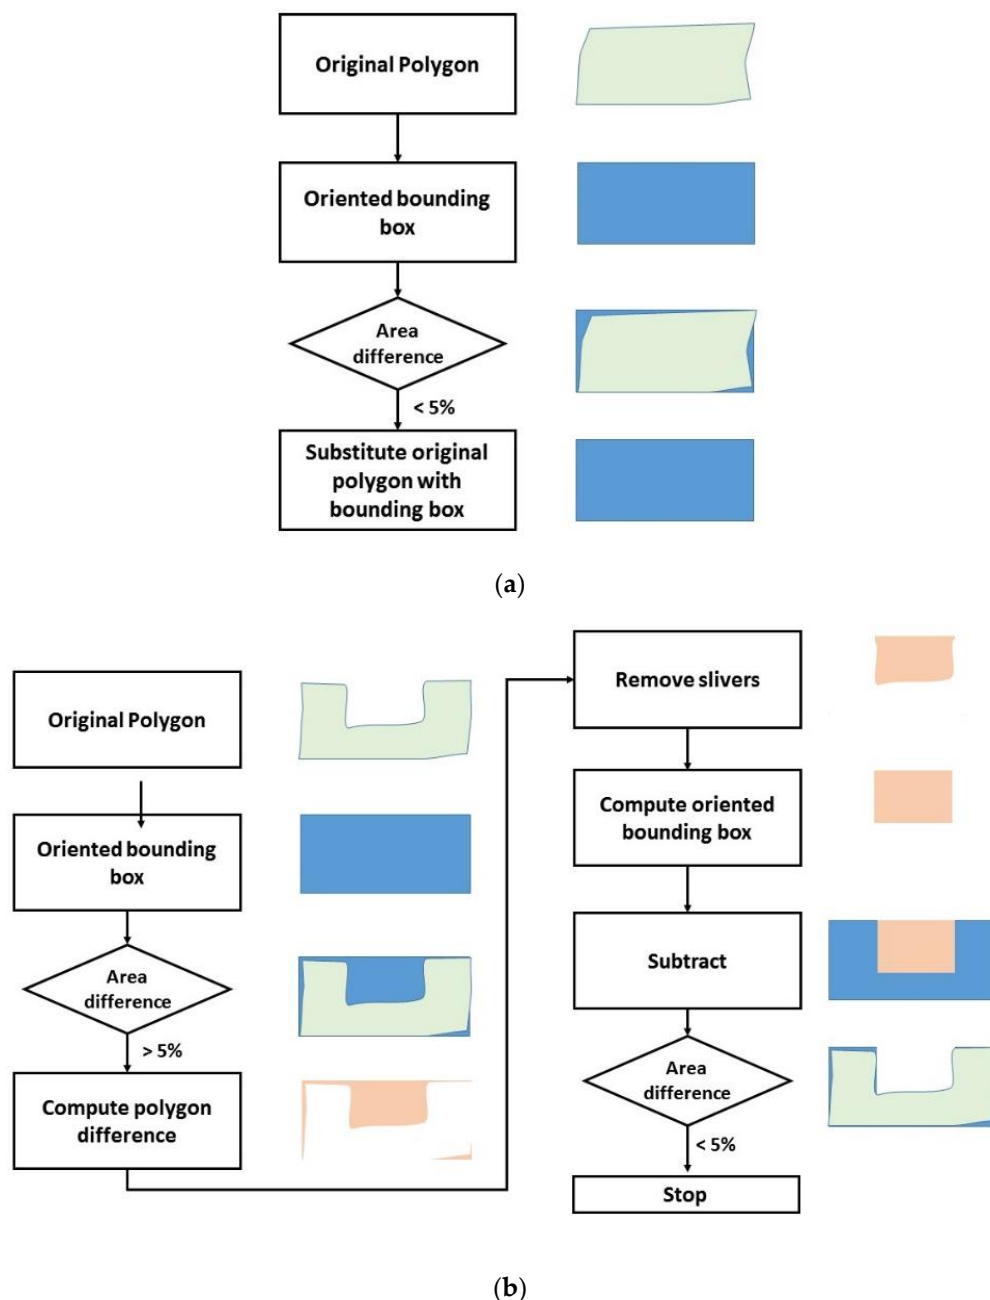 Original Polygon
Oriented bounding
box
Area
difference
< 5%
Substitute original
polygon with
bounding box
(a)
Original Polygon
Oriented bounding
box
Area
difference
> 5%
Compute polygon
difference
Remove slivers
Compute oriented
bounding box
Subtract
Area
difference
< 5%
Stop
(b)